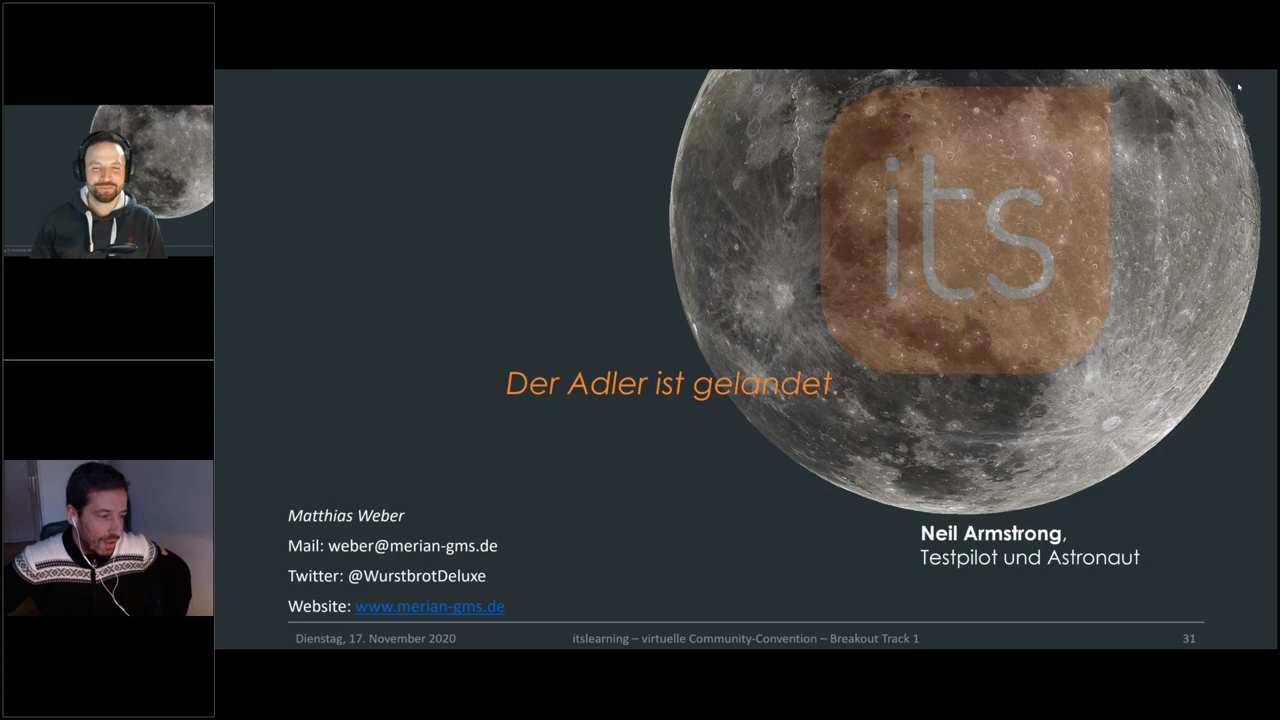 its
Der Adler ist gelandet.
Matthias Weber
Mail: weber@merian-gms.de
Twitter: @WurstbrotDeluxe
Website: www.merian-gms.de
Neil Armstrong,
Testpilot und Astronaut
Dienstag, 17. November 2020
itslearning – virtuelle Community-Convention – Breakout Track 1
31